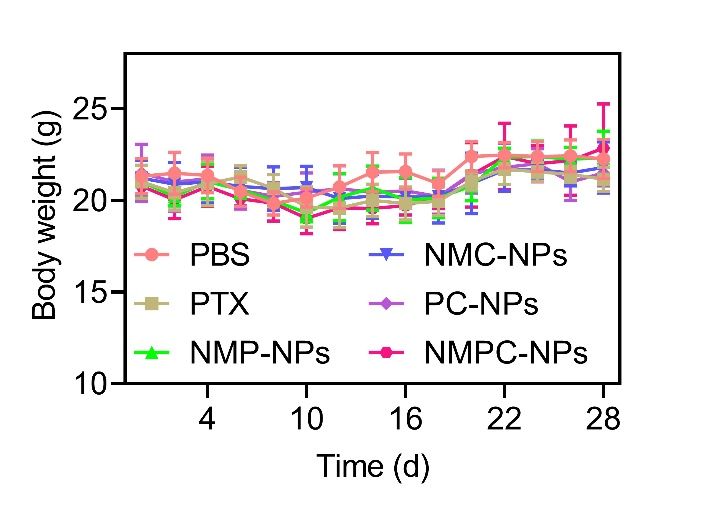 25
20
15
10
Body weight (g)
PBS
NMC-NPs
PTX
PC-NPs
NMP-NPs
NMPC-NPs
4
10
16
22
28
Time (d)